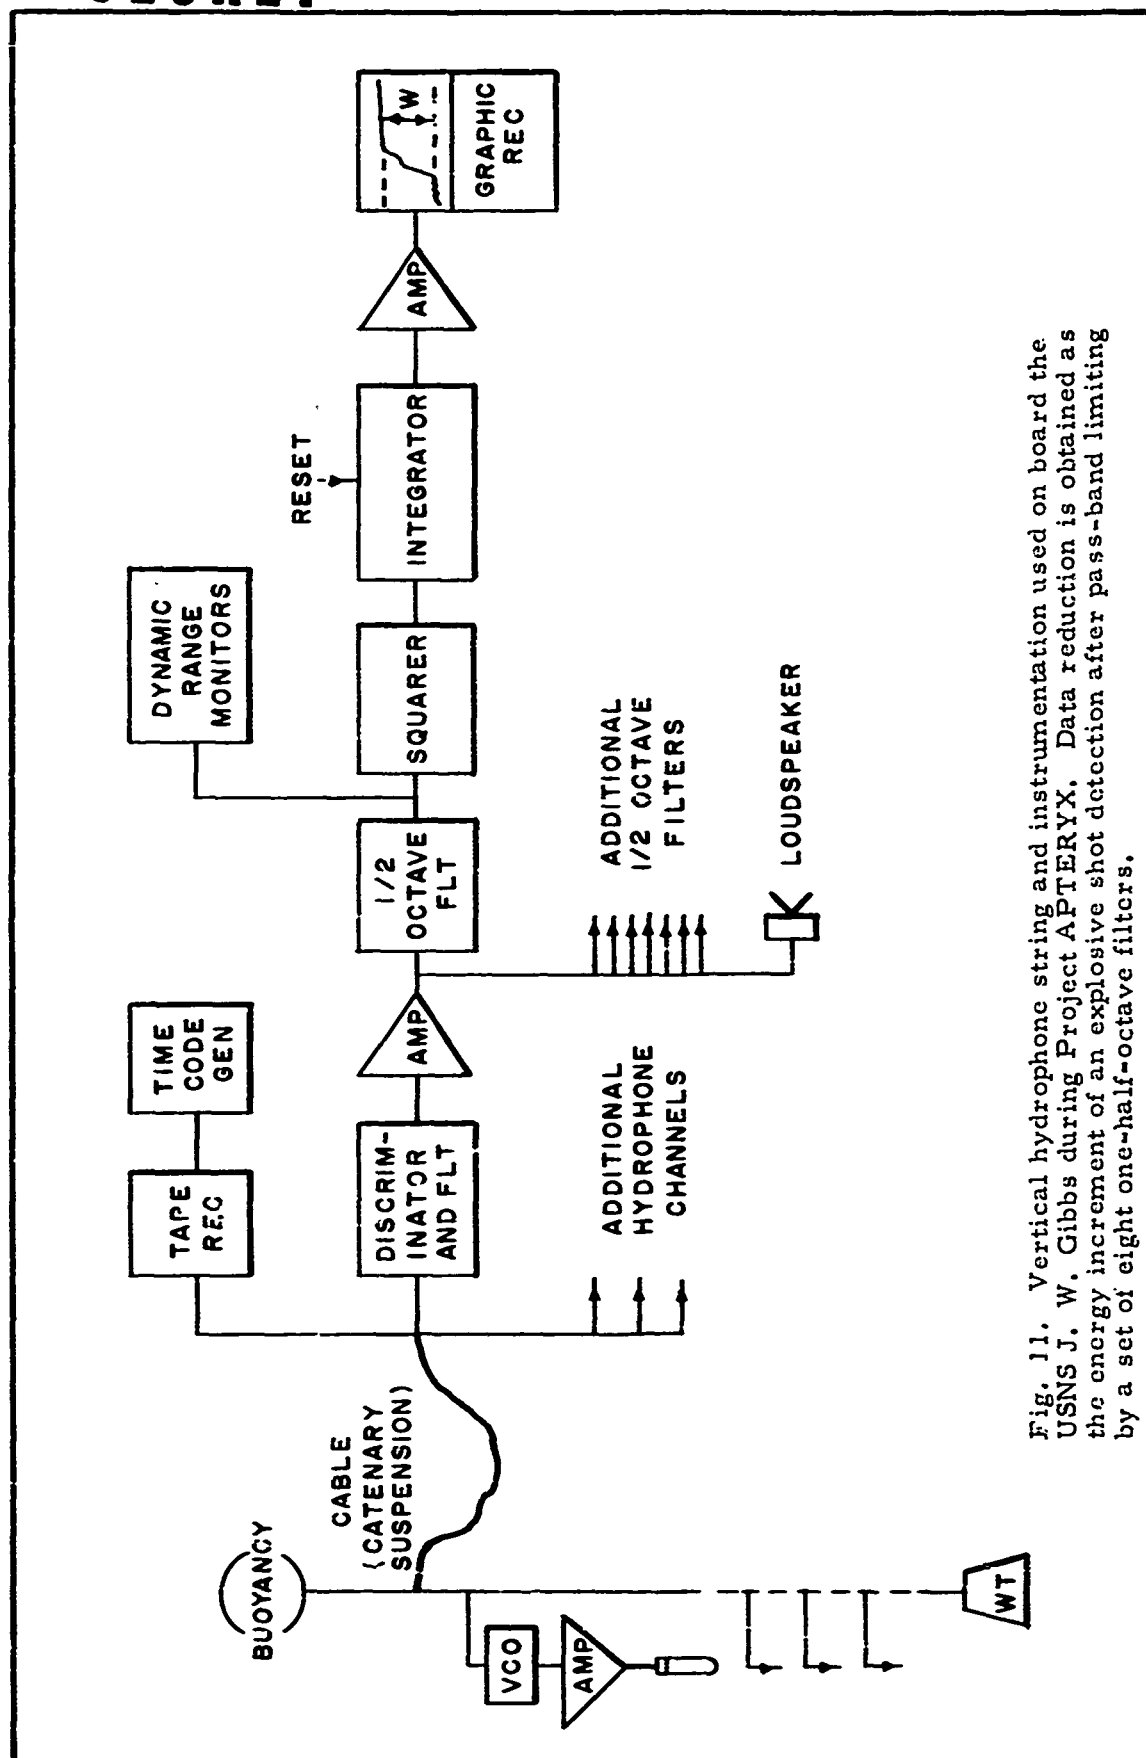 BUOYANCY
CABLE
(CATENARY
SUSPENSION)
VCO
AMP
WT
TAPE
REC
TIME
CODE
GEN
DISCRIM-
INATOR
AND FLT
AMP
ADDITIONAL
HYDROPHONE
CHANNELS
1/2
OCTAVE
FLT
ADDITIONAL
1/2 OCTAVE
FILTERS
LOUDSPEAKER
DYNAMIC
RANGE
MONITORS
SQUARER
RESET
INTEGRATOR
AMP
W
GRAPHIC
REC
Fig. 11. Vertical hydrophone string and instrumentation used on board the
USNS J. W. Gibbs during Project APTERYX. Data reduction is obtained as
the energy increment of an explosive shot detection after pass-band limiting
by a set of eight one-half-octave filters.